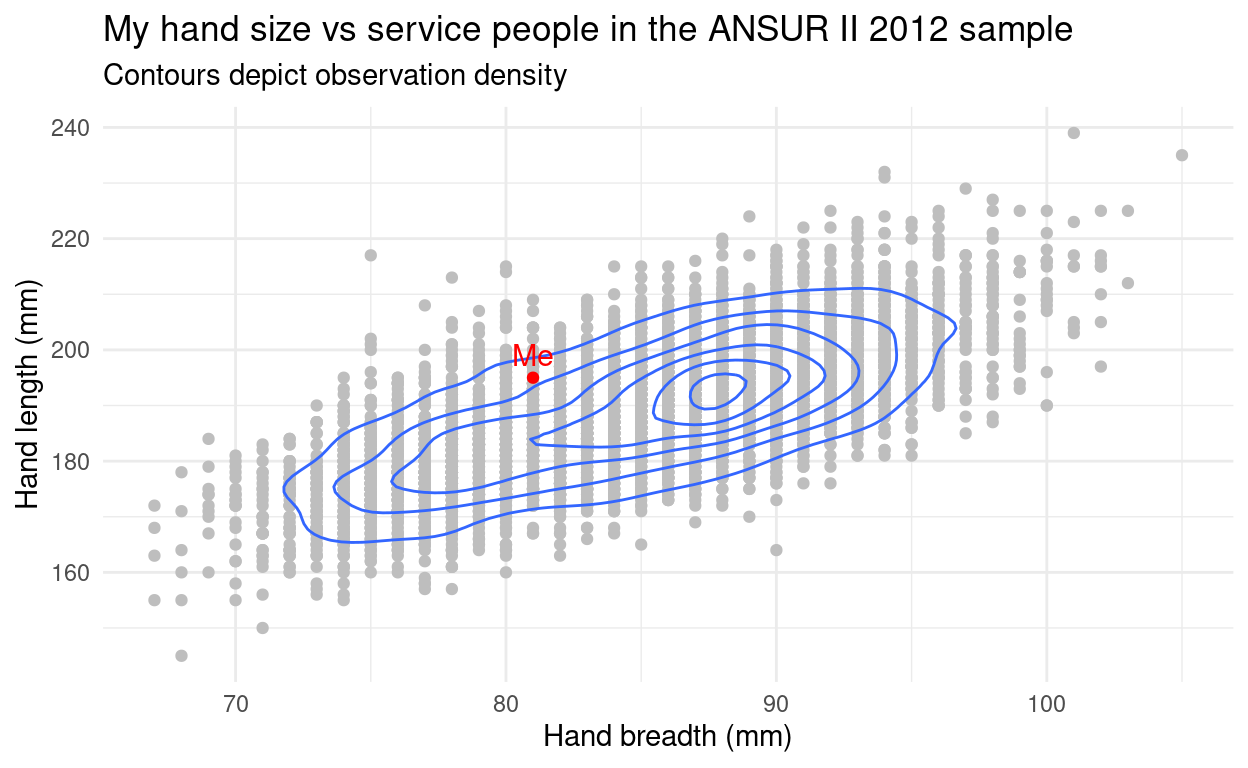 My hand size vs service people in the ANSUR II 2012 sample
Contours depict observation density
240
220
200
180
160
Hand length (mm)
Me
70 80 90 100
Hand breadth (mm)